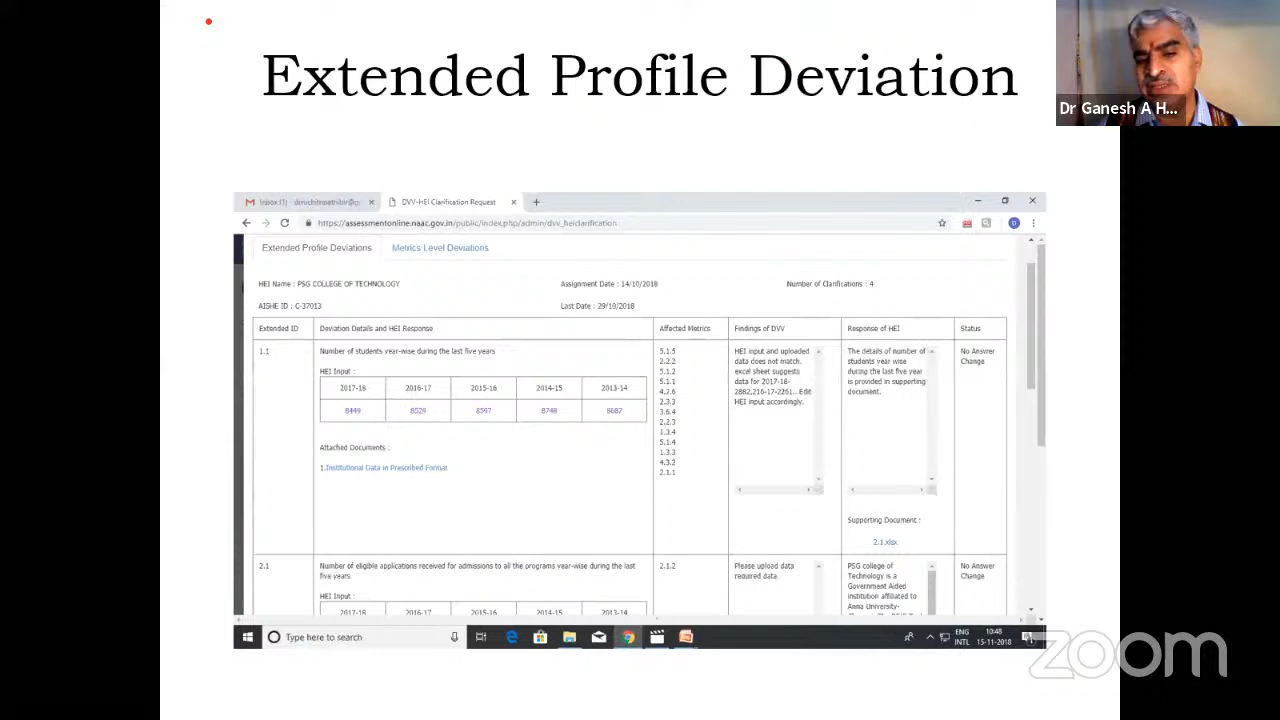 Extended Profile Deviation
Dr Ganesh A H...
DVV-HEI Clarification Request
https://assessmentonline.naac.gov.in/public/index.php/admin/dvv_heiclarification
Extended Profile Deviations
Metrics Level Deviations
HEI Name : PSG COLLEGE OF TECHNOLOGY
Assignment Date : 14/10/2018
Number of Clarifications : 4
AISHE ID : C-37013
Last Date : 29/10/2018
Extended ID
Deviation Details and HEI Response
Affected Metrics
Findings of DVV
Response of HEI
Status
1.1
Number of students year-wise during the last five years
HEI Input :
2017-18 2016-17 2015-16 2014-15 2013-14
8449 8529 8597 8748 8687
Attached Documents :
1.Institutional Data in Prescribed Format
5.1.5
2.2.2
5.1.2
5.1.1
4.2.6
2.3.3
3.6.4
2.2.3
1.3.4
5.1.4
1.3.3
4.3.2
2.1.1
HEI input and uploaded
data does not match.
excel sheet suggests
data for 2017-18-
2882,216-17-2261.. Edit
HEI input accordingly.
The details of number of
students year wise
during the last five year
is provided in supporting
document.
Supporting Document :
2.1.xlsx
No Answer
Change
2.1
Number of eligible applications received for admissions to all the programs year-wise during the last
five years
HEI Input :
2017-18 2016-17 2015-16 2014-15 2013-14
2.1.2
Please upload data
required data.
PSG college of
Technology is a
Government Aided
institution affiliated to
Anna University-
No Answer
Change
Type here to search
ENG
INTL
10:48
15-11-2018
zoom